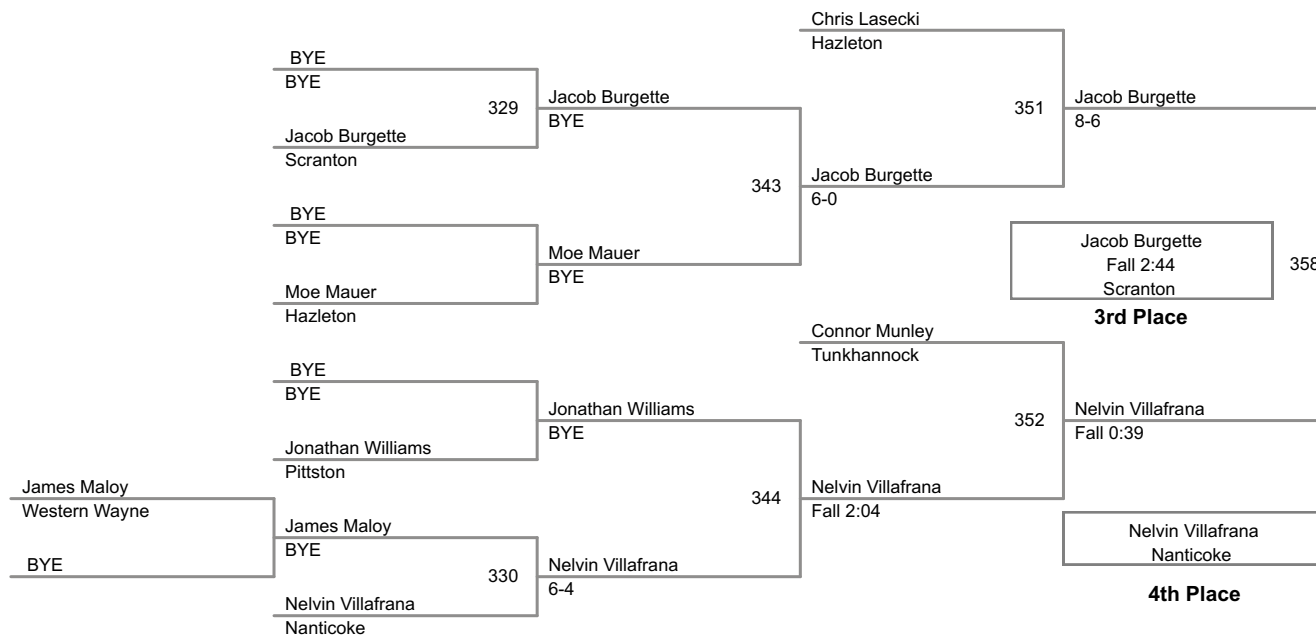 Chris Lasecki
Hazleton
BYE
BYE
329
Jacob Burgette
BYE
351
Jacob Burgette
8-6
Jacob Burgette
Scranton
343
Jacob Burgette
6-0
BYE
BYE
Moe Mauer
BYE
Jacob Burgette
Fall 2:44
Scranton
358
3rd Place
Moe Mauer
Hazleton
Connor Munley
Tunkhannock
BYE
BYE
Jonathan Williams
BYE
352
Nelvin Villafrana
Fall 0:39
Jonathan Williams
Pittston
James Maloy
Western Wayne
344
Nelvin Villafrana
Fall 2:04
James Maloy
BYE
Nelvin Villafrana
Nanticoke
4th Place
BYE
330
Nelvin Villafrana
6-4
Nelvin Villafrana
Nanticoke